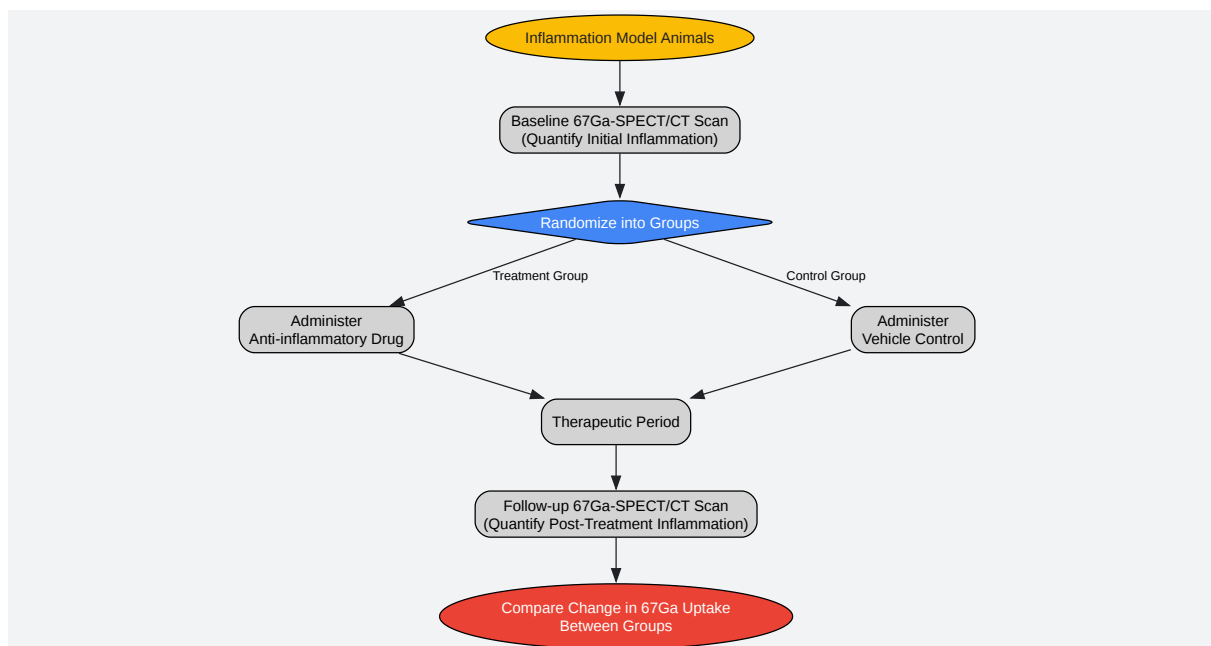 Inflammation Model Animals
Baseline 67Ga-SPECT/CT Scan
(Quantify Initial Inflammation)
Randomize into Groups
Treatment Group
Control Group
Administer
Anti-inflammatory Drug
Administer
Vehicle Control
Therapeutic Period
Follow-up 67Ga-SPECT/CT Scan
(Quantify Post-Treatment Inflammation)
Compare Change in 67Ga Uptake
Between Groups